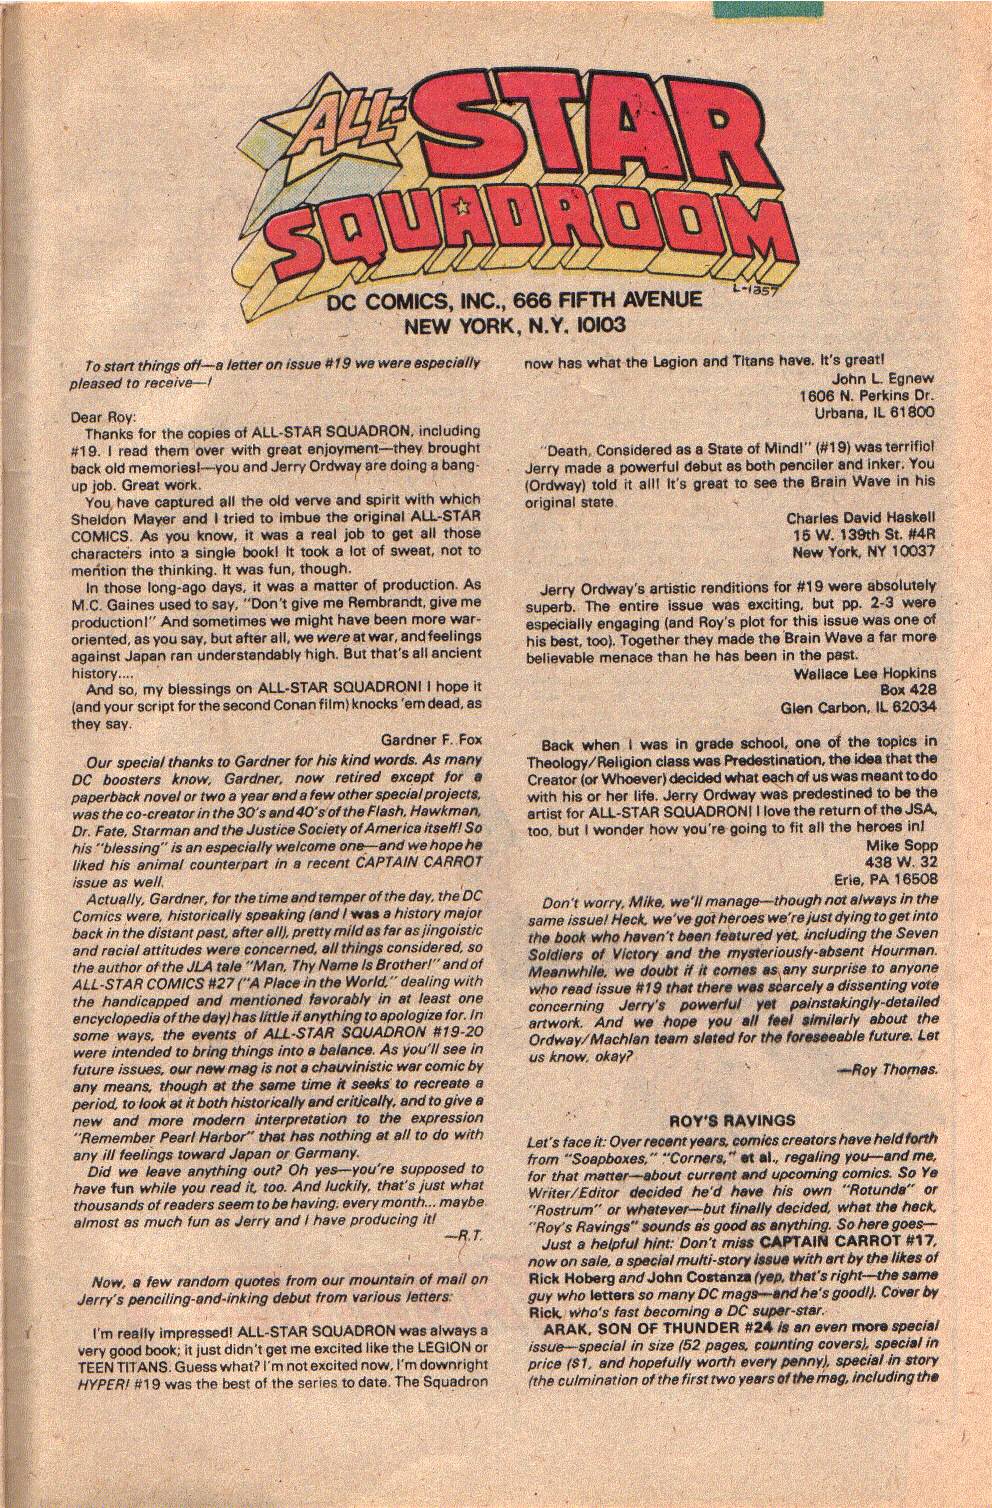 ALL-STAR
SQUADROOM
L-1357
DC COMICS, INC., 666 FIFTH AVENUE
NEW YORK, N.Y. 10103
To start things off—a letter on issue #19 we were especially
pleased to receive—!
Dear Roy:
Thanks for the copies of ALL-STAR SQUADRON, including
#19. I read them over with great enjoyment—they brought
back old memories!—you and Jerry Ordway are doing a bang-
up job. Great work.
You have captured all the old verve and spirit with which
Sheldon Mayer and I tried to imbue the original ALL-STAR
COMICS. As you know, it was a real job to get all those
characters into a single book! It took a lot of sweat, not to
mention the thinking. It was fun, though.
In those long-ago days, it was a matter of production. As
M.C. Gaines used to say, "Don't give me Rembrandt, give me
production!" And sometimes we might have been more war-
oriented, as you say, but after all, we were at war, and feelings
against Japan ran understandably high. But that's all ancient
history....
And so, my blessings on ALL-STAR SQUADRON! I hope it
(and your script for the second Conan film) knocks 'em dead, as
they say.
Gardner F. Fox
Our special thanks to Gardner for his kind words. As many
DC boosters know, Gardner, now retired except for a
paperback novel or two a year and a few other special projects,
was the co-creator in the 30's and 40's of the Flash, Hawkman,
Dr. Fate, Starman and the Justice Society of America itself! So
his "blessing" is an especially welcome one—and we hope he
liked his animal counterpart in a recent CAPTAIN CARROT
issue as well.
Actually, Gardner, for the time and temper of the day, the DC
Comics were, historically speaking (and I was a history major
back in the distant past, after all), pretty mild as far as jingoistic
and racial attitudes were concerned, all things considered, so
the author of the JLA tale "Man, Thy Name Is Brother!" and of
ALL-STAR COMICS #27 ("A Place in the World," dealing with
the handicapped and mentioned favorably in at least one
encyclopedia of the day) has little if anything to apologize for. In
some ways, the events of ALL-STAR SQUADRON #19-20
were intended to bring things into a balance. As you'll see in
future issues, our new mag is not a chauvinistic war comic by
any means, though at the same time it seeks to recreate a
period, to look at it both historically and critically, and to give a
new and more modern interpretation to the expression
"Remember Pearl Harbor" that has nothing at all to do with
any ill feelings toward Japan or Germany.
Did we leave anything out? Oh yes—you're supposed to
have fun while you read it, too. And luckily, that's just what
thousands of readers seem to be having, every month... maybe
almost as much fun as Jerry and I have producing it!
—R.T.
Now, a few random quotes from our mountain of mail on
Jerry's penciling-and-inking debut from various letters:
I'm really impressed! ALL-STAR SQUADRON was always a
very good book; it just didn't get me excited like the LEGION or
TEEN TITANS. Guess what? I'm not excited now, I'm downright
HYPER! #19 was the best of the series to date. The Squadron
now has what the Legion and Titans have. It's great!
John L. Egnew
1606 N. Perkins Dr.
Urbana, IL 61800
"Death, Considered as a State of Mind!" (#19) was terrific!
Jerry made a powerful debut as both penciler and inker. You
(Ordway) told it all! It's great to see the Brain Wave in his
original state.
Charles David Haskell
15 W. 139th St. #4R
New York, NY 10037
Jerry Ordway's artistic renditions for #19 were absolutely
superb. The entire issue was exciting, but pp. 2-3 were
especially engaging (and Roy's plot for this issue was one of
his best, too). Together they made the Brain Wave a far more
believable menace than he has been in the past.
Wallace Lee Hopkins
Box 428
Glen Carbon, IL 62034
Back when I was in grade school, one of the topics in
Theology/Religion class was Predestination, the idea that the
Creator (or Whoever) decided what each of us was meant to do
with his or her life. Jerry Ordway was predestined to be the
artist for ALL-STAR SQUADRON! I love the return of the JSA,
too, but I wonder how you're going to fit all the heroes in!
Mike Sopp
438 W. 32
Erie, PA 16508
Don't worry, Mike, we'll manage—though not always in the
same issue! Heck, we've got heroes we're just dying to get into
the book who haven't been featured yet, including the Seven
Soldiers of Victory and the mysteriously-absent Hourman.
Meanwhile, we doubt if it comes as any surprise to anyone
who read issue #19 that there was scarcely a dissenting vote
concerning Jerry's powerful yet painstakingly-detailed
artwork. And we hope you all feel similarly about the
Ordway/Machlan team slated for the foreseeable future. Let
us know, okay?
—Roy Thomas.
ROY'S RAVINGS
Let's face it: Over recent years, comics creators have held forth
from "Soapboxes," "Corners," et al., regaling you—and me,
for that matter—about current and upcoming comics. So Ye
Writer/Editor decided he'd have his own "Rotunda" or
"Rostrum" or whatever—but finally decided, what the heck,
"Roy's Ravings" sounds as good as anything. So here goes—
Just a helpful hint: Don't miss CAPTAIN CARROT #17,
now on sale, a special multi-story issue with art by the likes of
Rick Hoberg and John Costanza (yep, that's right—the same
guy who letters so many DC mags—and he's good!). Cover by
Rick, who's fast becoming a DC super-star.
ARAK, SON OF THUNDER #24 is an even more special
issue—special in size (52 pages, counting covers), special in
price ($1, and hopefully worth every penny), special in story
(the culmination of the first two years of the mag, including the